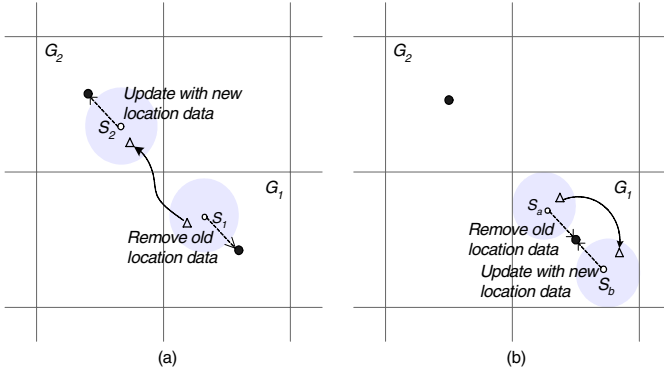 G2
Update with new
location data
S2
G1
S1
Remove old
location data
(a)
G2
G1
Sa
Remove old
location data
Update with new
location data
Sb
(b)